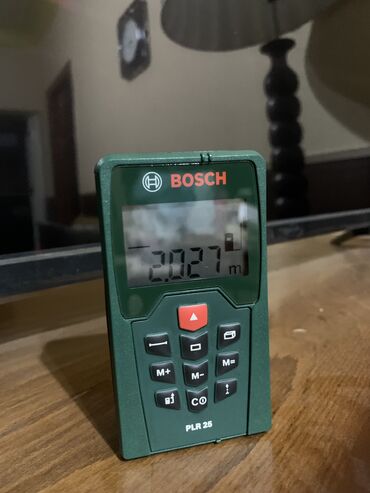 BOSCH
2.027 m
M+ M- M=
C
PLR 25